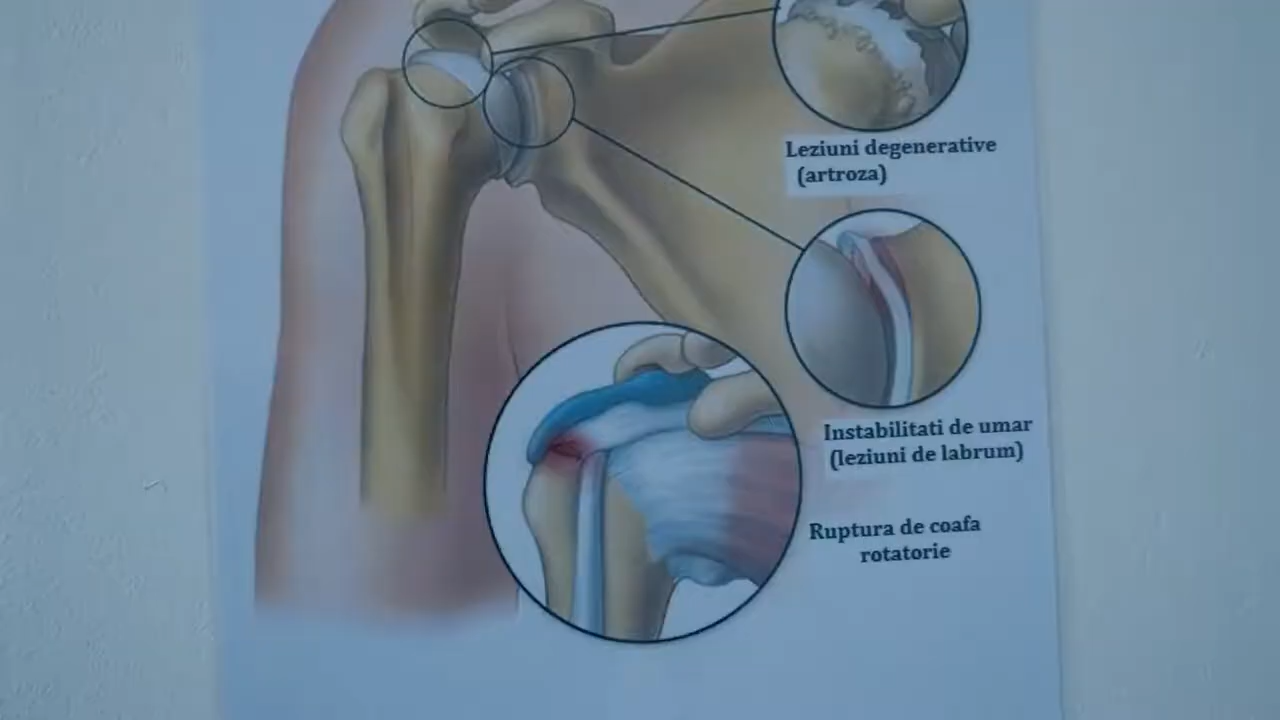 Leziuni degenerative
(artroza)
Instabilitati de umar
(leziuni de labrum)
Ruptura de coafa
rotatorie